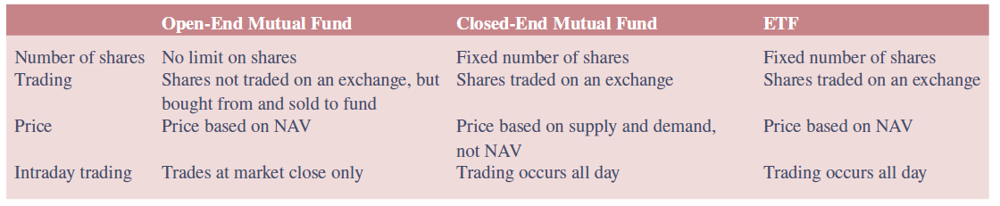 Open-End Mutual Fund Closed-End Mutual Fund ETF
Number of shares No limit on shares Fixed number of shares Fixed number of shares
Trading Shares not traded on an exchange, but Shares traded on an exchange Shares traded on an exchange
bought from and sold to fund
Price Price based on NAV Price based on supply and demand, Price based on NAV
not NAV
Intraday trading Trades at market close only Trading occurs all day Trading occurs all day